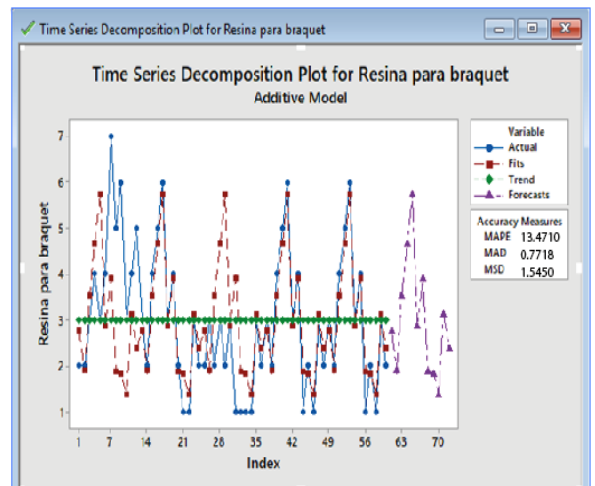 Time Series Decomposition Plot for Resina para braquet
Time Series Decomposition Plot for Resina para braquet
Additive Model
Resina para braquet
7
6
5
4
3
2
1
1 7 14 21 28 35 42 49 56 63 70
Index
Variable
Actual
Fits
Trend
Forecasts
Accuracy Measures
MAPE 13.4710
MAD 0.7718
MSD 1.5450